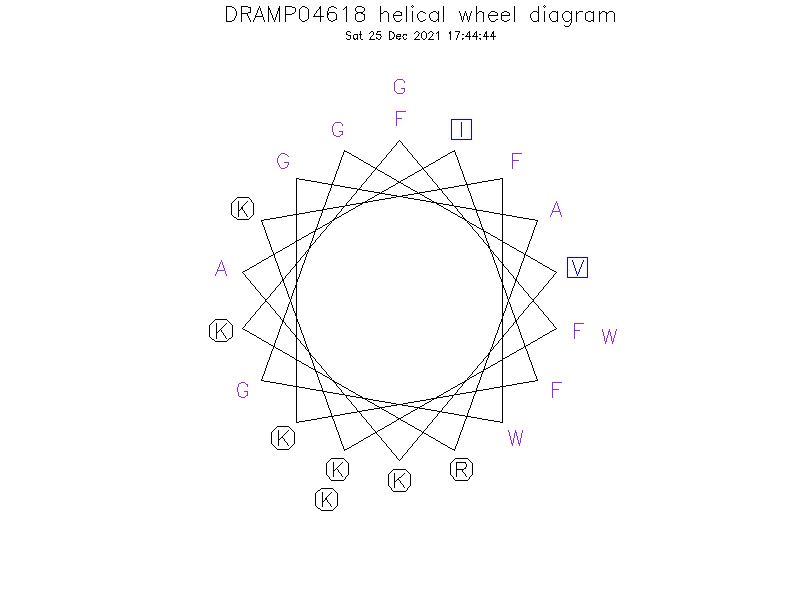 DRAMP04618 helical wheel diagram
Sat 25 Dec 2021 17:44:44
G
F
G
I
G
F
K
A
A
V
K
F W
G
F
K
W
K
R
K
K